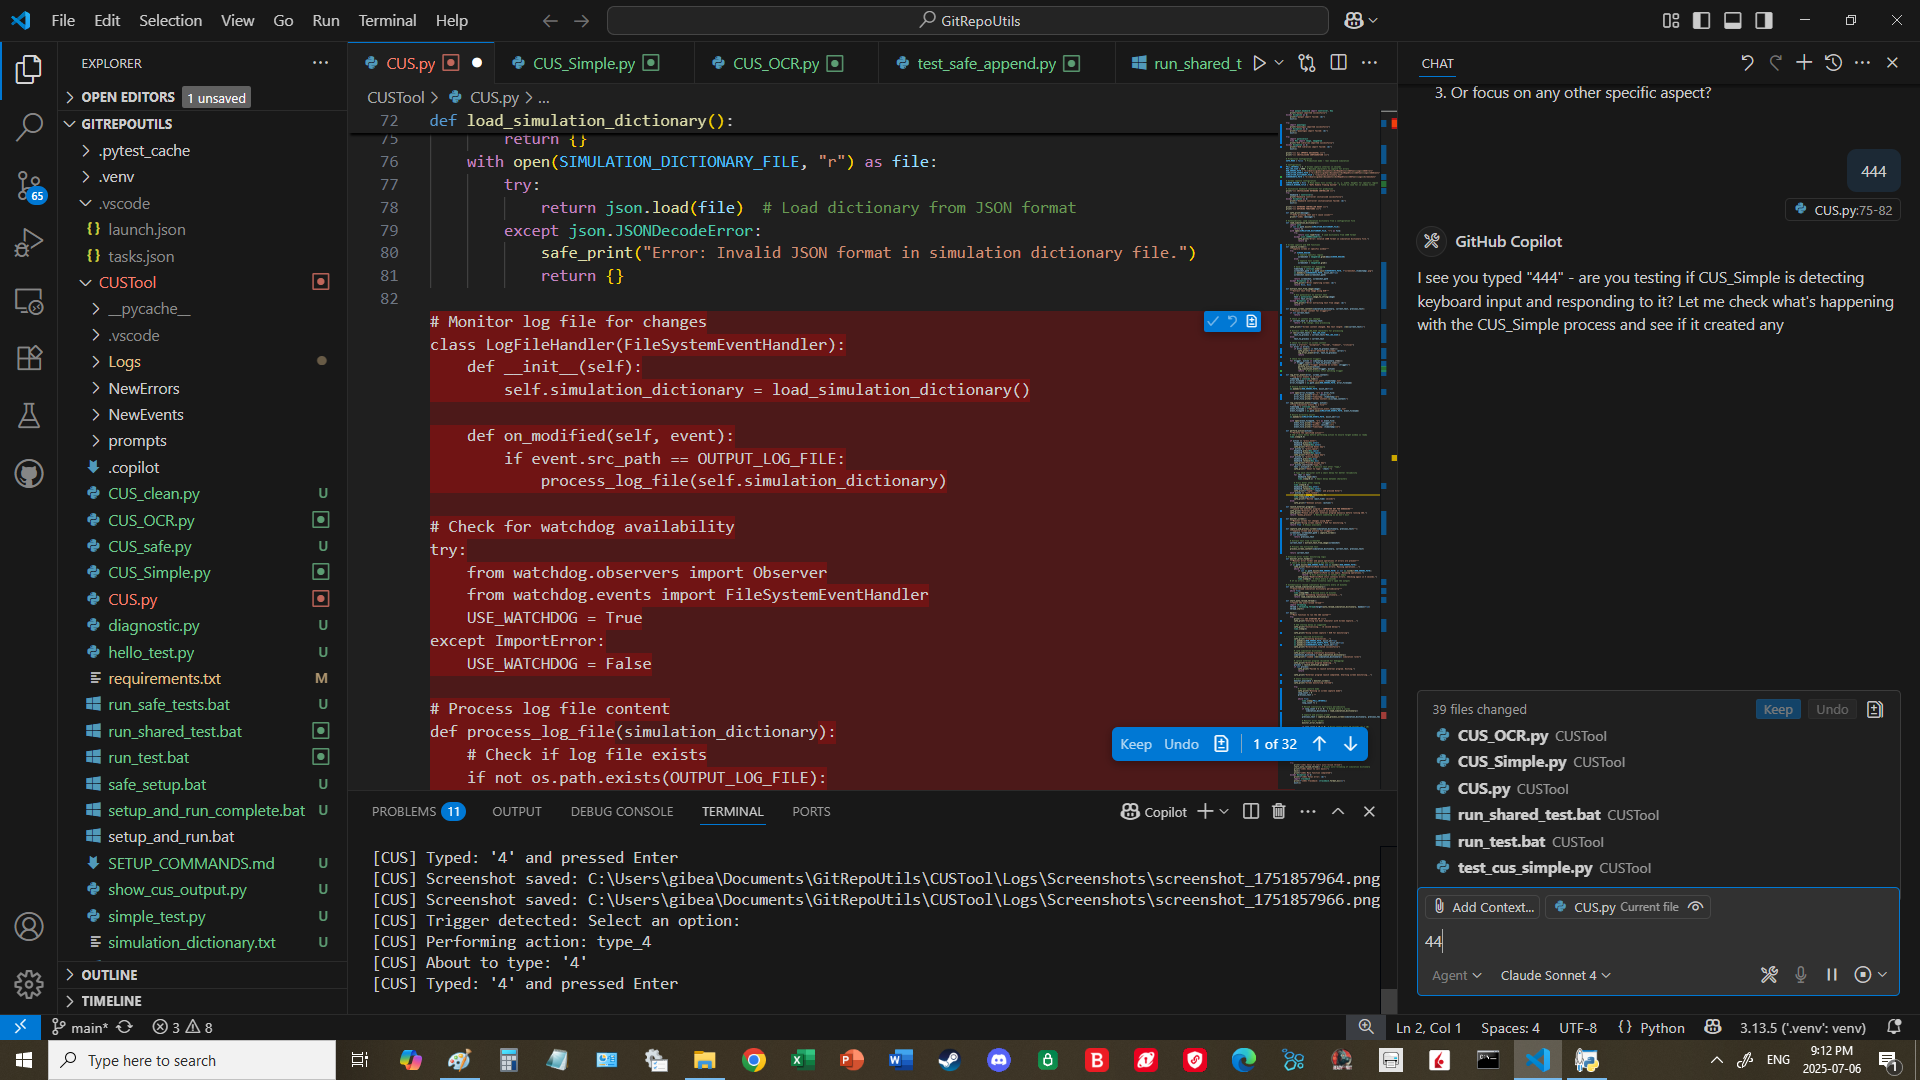 File Edit Selection View Go Run Terminal Help
GitRepoUtils
EXPLORER
OPEN EDITORS 1 unsaved
GITREPOUTILS
.pytest_cache
.venv
.vscode
launch.json
tasks.json
CUSTool
__pycache__
.vscode
Logs
NewErrors
NewEvents
prompts
.copilot
CUS_clean.py U
CUS_OCR.py
CUS_safe.py U
CUS_Simple.py
CUS.py
diagnostic.py U
hello_test.py U
requirements.txt M
run_safe_tests.bat U
run_shared_test.bat
run_test.bat
safe_setup.bat U
setup_and_run_complete.bat U
setup_and_run.bat
SETUP_COMMANDS.md U
show_cus_output.py U
simple_test.py U
simulation_dictionary.txt U
OUTLINE
TIMELINE
65
CUS.py CUS_Simple.py CUS_OCR.py test_safe_append.py run_shared_t
CUSTool > CUS.py > ...
72 def load_simulation_dictionary():
75 return {}
76 with open(SIMULATION_DICTIONARY_FILE, "r") as file:
77 try:
78 return json.load(file) # Load dictionary from JSON format
79 except json.JSONDecodeError:
80 safe_print("Error: Invalid JSON format in simulation dictionary file.")
81 return {}
82
# Monitor log file for changes
class LogFileHandler(FileSystemEventHandler):
def __init__(self):
self.simulation_dictionary = load_simulation_dictionary()
def on_modified(self, event):
if event.src_path == OUTPUT_LOG_FILE:
process_log_file(self.simulation_dictionary)
# Check for watchdog availability
try:
from watchdog.observers import Observer
from watchdog.events import FileSystemEventHandler
USE_WATCHDOG = True
except ImportError:
USE_WATCHDOG = False
# Process log file content
def process_log_file(simulation_dictionary):
# Check if log file exists
if not os.path.exists(OUTPUT_LOG_FILE):
Keep Undo 1 of 32
PROBLEMS 11 OUTPUT DEBUG CONSOLE TERMINAL PORTS Copilot
[CUS] Typed: '4' and pressed Enter
[CUS] Screenshot saved: C:\Users\gibea\Documents\GitRepoUtils\CUSTool\Logs\Screenshots\screenshot_1751857964.png
[CUS] Screenshot saved: C:\Users\gibea\Documents\GitRepoUtils\CUSTool\Logs\Screenshots\screenshot_1751857966.png
[CUS] Trigger detected: Select an option:
[CUS] Performing action: type_4
[CUS] About to type: '4'
[CUS] Typed: '4' and pressed Enter
CHAT
3. Or focus on any other specific aspect?
444
CUS.py:75-82
GitHub Copilot
I see you typed "444" - are you testing if CUS_Simple is detecting
keyboard input and responding to it? Let me check what's happening
with the CUS_Simple process and see if it created any
39 files changed Keep Undo
CUS_OCR.py CUSTool
CUS_Simple.py CUSTool
CUS.py CUSTool
run_shared_test.bat CUSTool
run_test.bat CUSTool
test_cus_simple.py CUSTool
Add Context... CUS.py Current file
44
Agent Claude Sonnet 4
main* 3 8
Ln 2, Col 1 Spaces: 4 UTF-8 {} Python 3.13.5 ('.venv': venv)
Type here to search
ENG
9:12 PM
2025-07-06
1